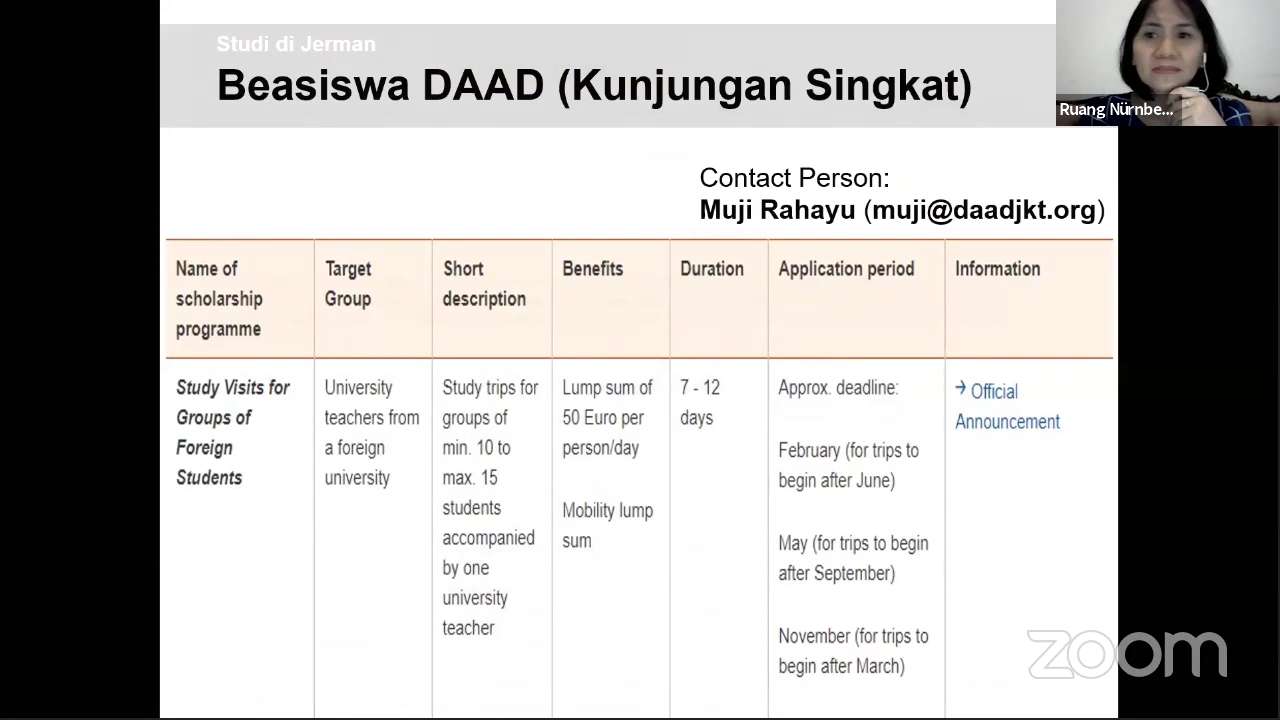 Studi di Jerman
Beasiswa DAAD (Kunjungan Singkat)
Ruang Nürnbe...
Contact Person:
Muji Rahayu (muji@daadjkt.org)
Name of
scholarship
programme
Target
Group
Short
description
Benefits
Duration
Application period
Information
Study Visits for
Groups of
Foreign
Students
University
teachers from
a foreign
university
Study trips for
groups of
min. 10 to
max. 15
students
accompanied
by one
university
teacher
Lump sum of
50 Euro per
person/day
Mobility lump
sum
7 - 12
days
Approx. deadline:
February (for trips to
begin after June)
May (for trips to begin
after September)
November (for trips to
begin after March)
→ Official
Announcement
zoom